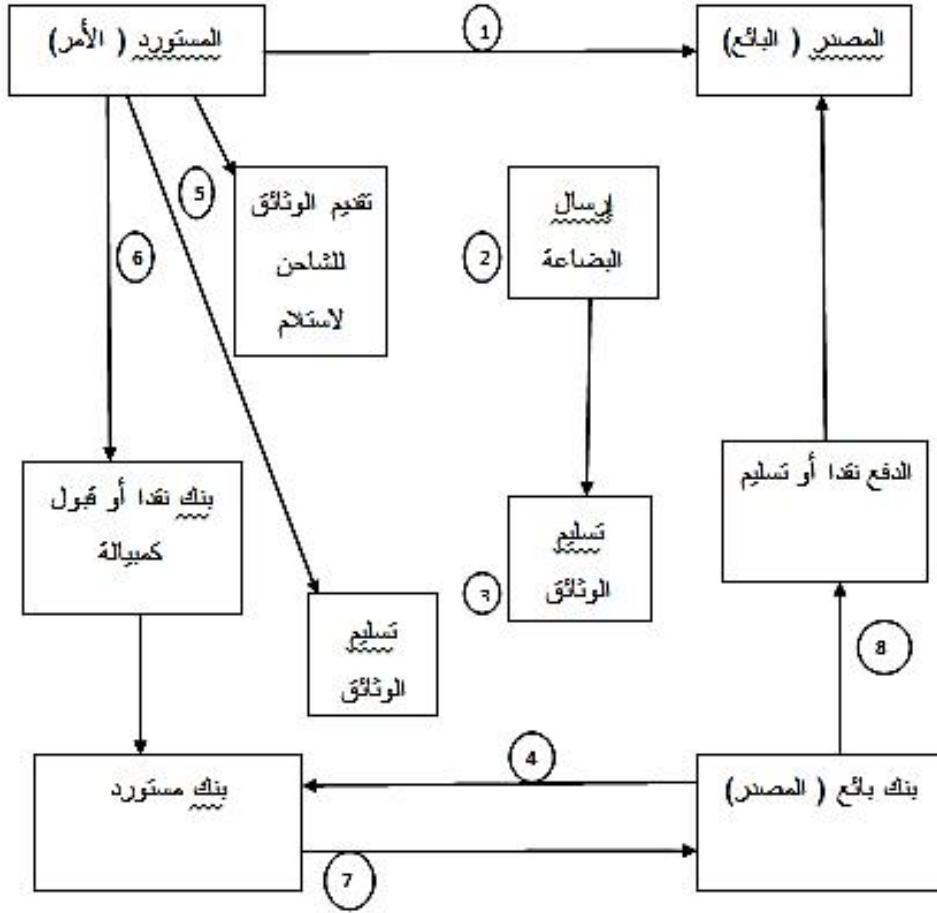 المستورد ( الأمر)
1
المصدر ( البائع)
5
تقديم الوثائق
للشاحن
لاستلام
2
إرسال
البضاعة
6
بنك نقدا أو قبول
كمبيالة
الدفع نقدا أو تسليم
3
تسليم
الوثائق
تسليم
الوثائق
8
4
بنك مستورد
بنك بائع ( المصدر)
7